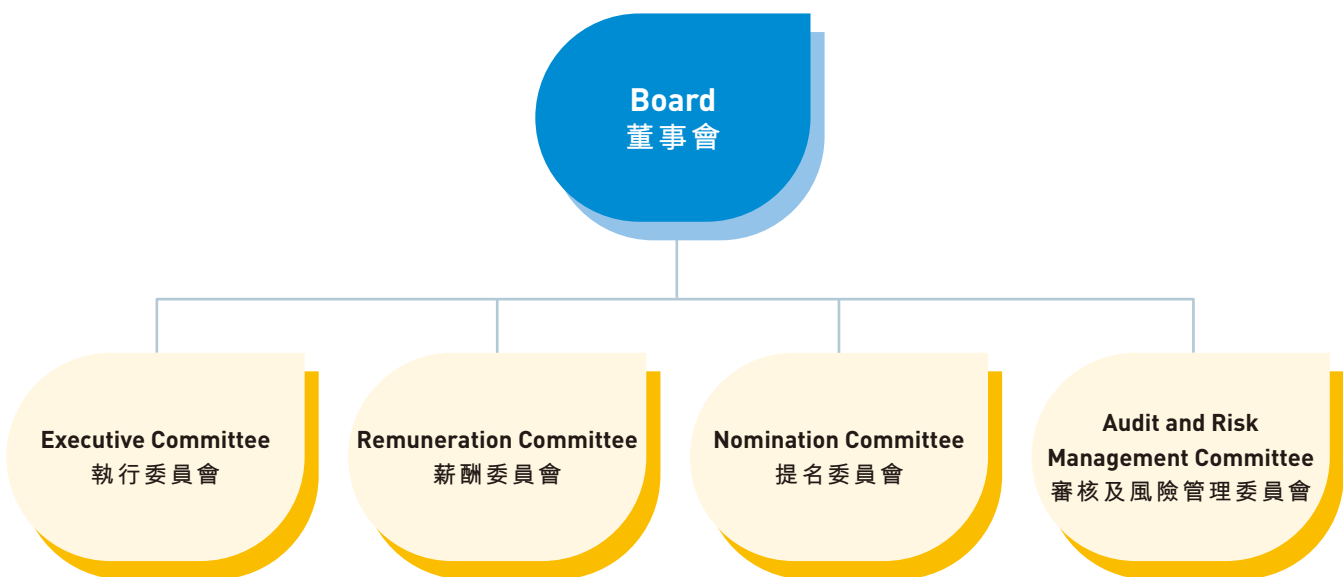 Board
董事會
Executive Committee
執行委員會
Remuneration Committee
薪酬委員會
Nomination Committee
提名委員會
Audit and Risk
Management Committee
審核及風險管理委員會